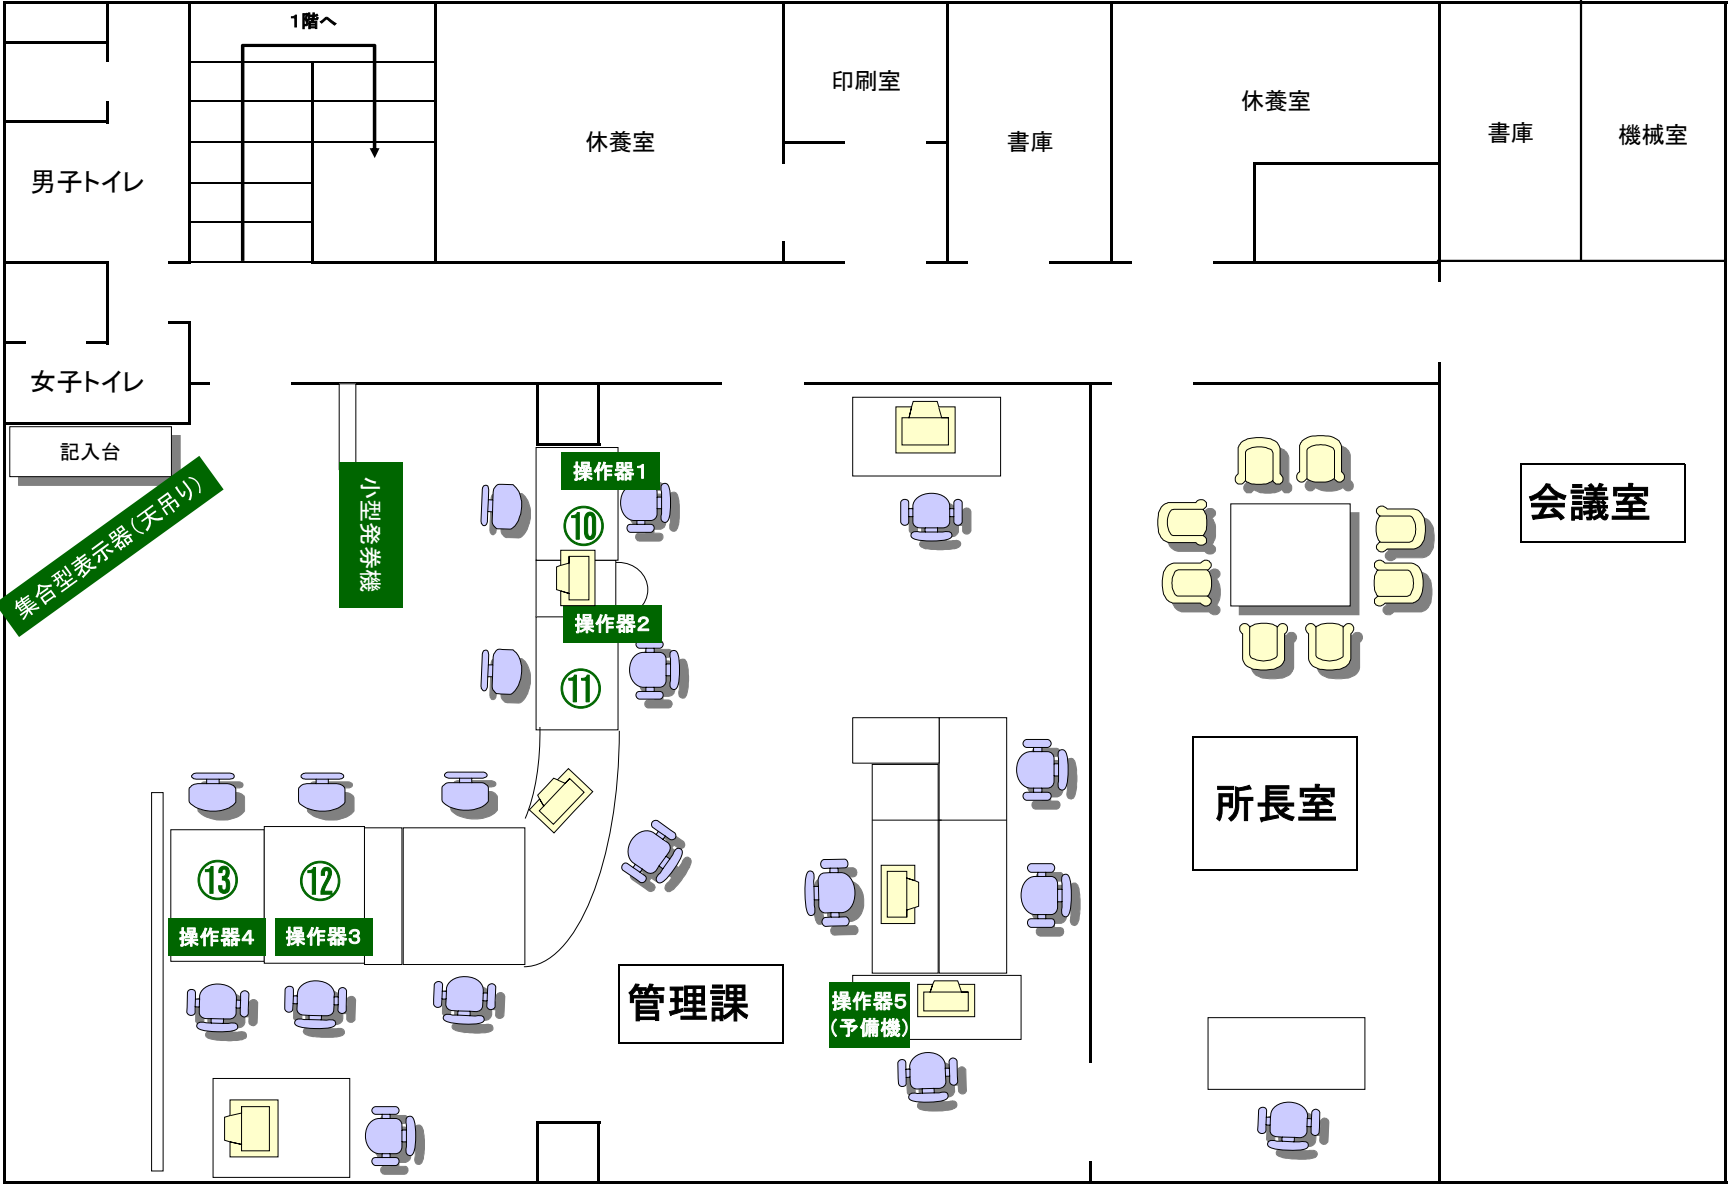 1階へ
印刷室
休養室
書庫
休養室
書庫
機械室
男子トイレ
女子トイレ
記入台
集合型表示器(天吊り)
小型発券機
操作器1
⑩
操作器2
⑪
会議室
所長室
⑬
⑫
操作器4
操作器3
管理課
操作器5
(予備機)